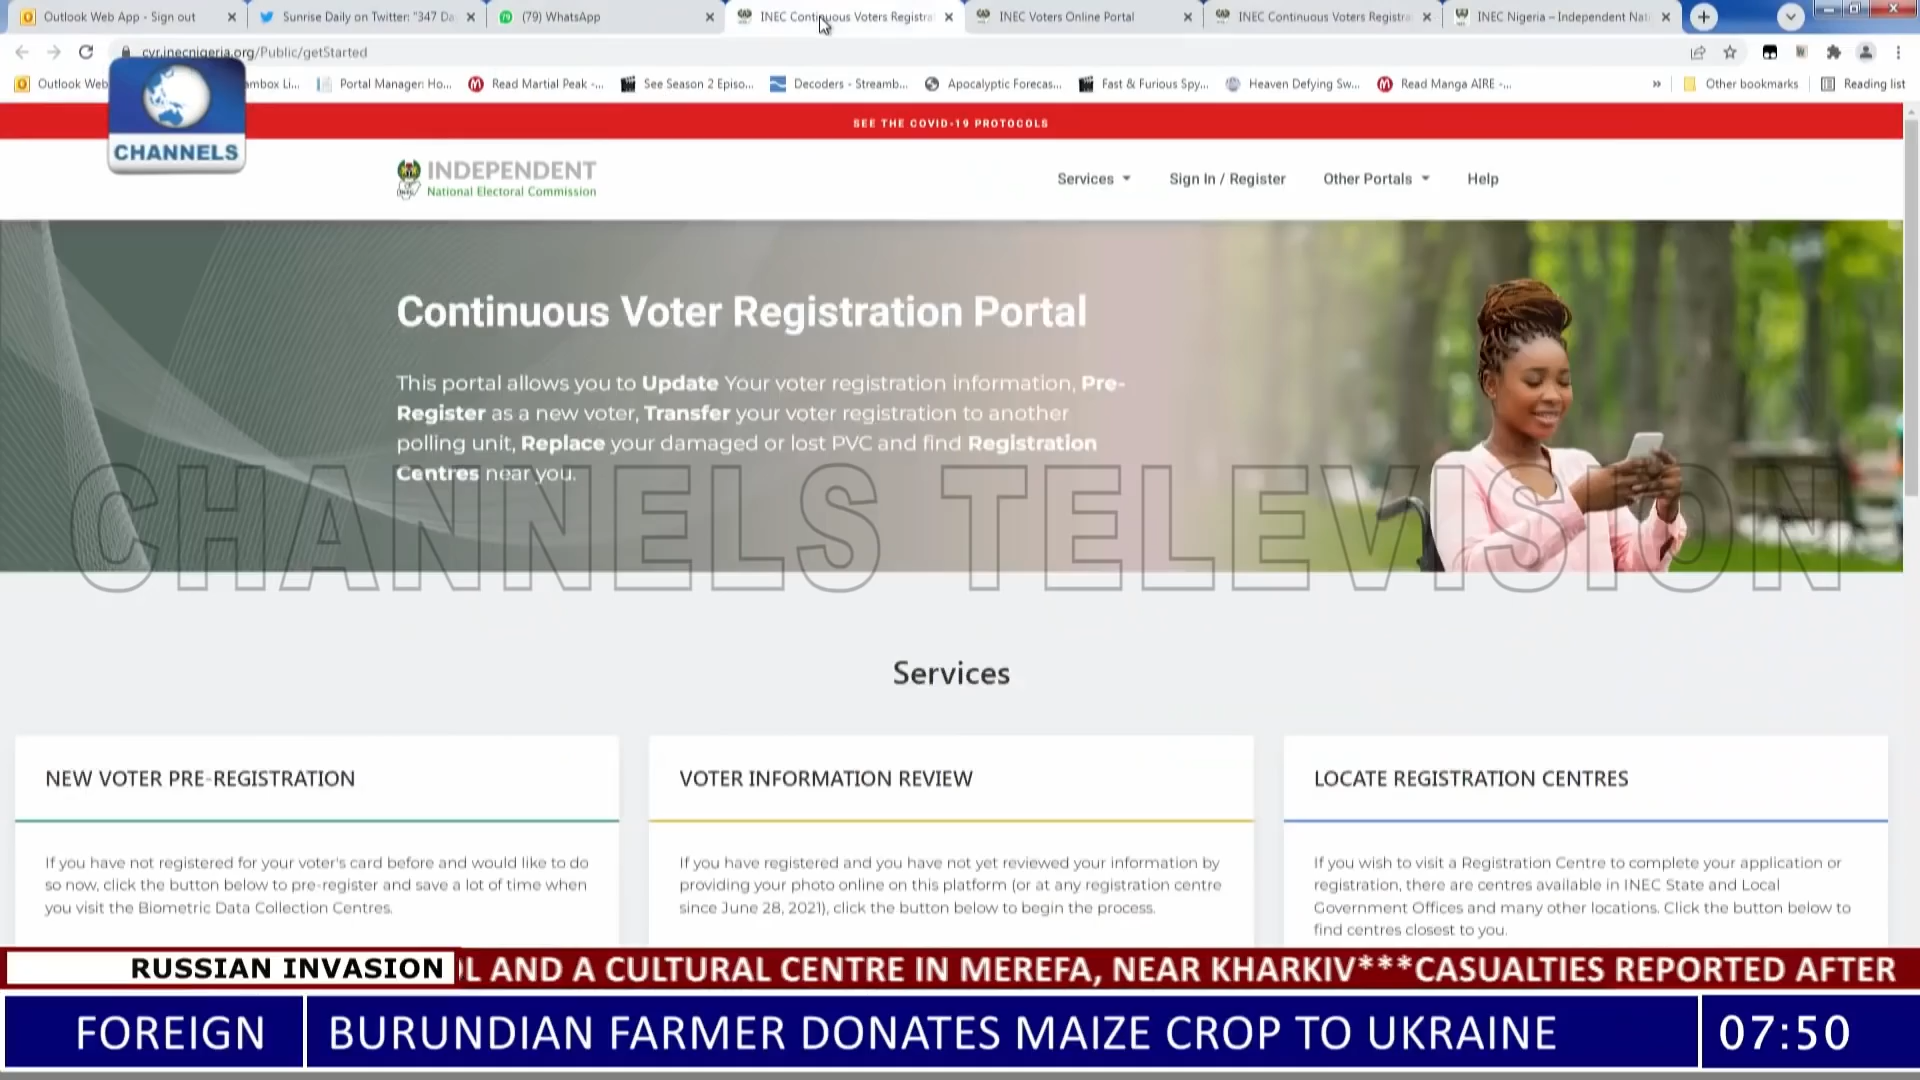 Outlook Web App - Sign out
Sunrise Daily on Twitter: "347 Da
(79) WhatsApp
INEC Continuous Voters Registra
INEC Voters Online Portal
INEC Continuous Voters Registra
INEC Nigeria – Independent Nati
cvr.inecnigeria.org/Public/getStarted
Outlook Web
mbox Li...
Portal Manager: Ho...
Read Martial Peak -...
See Season 2 Episo...
Decoders - Streamb...
Apocalyptic Forecas...
Fast & Furious Spy...
Heaven Defying Sw...
Read Manga AIRE -...
»
Other bookmarks
Reading list
CHANNELS
SEE THE COVID-19 PROTOCOLS
INDEPENDENT
National Electoral Commission
Services
Sign In / Register
Other Portals
Help
Continuous Voter Registration Portal
This portal allows you to Update Your voter registration information, Pre-
Register as a new voter, Transfer your voter registration to another
polling unit, Replace your damaged or lost PVC and find Registration
Centres near you.
CHANNELS TELEVISION
Services
NEW VOTER PRE-REGISTRATION
If you have not registered for your voter's card before and would like to do
so now, click the button below to pre-register and save a lot of time when
you visit the Biometric Data Collection Centres.
VOTER INFORMATION REVIEW
If you have registered and you have not yet reviewed your information by
providing your photo online on this platform (or at any registration centre
since June 28, 2021), click the button below to begin the process.
LOCATE REGISTRATION CENTRES
If you wish to visit a Registration Centre to complete your application or
registration, there are centres available in INEC State and Local
Government Offices and many other locations. Click the button below to
find centres closest to you.
RUSSIAN INVASION
OL AND A CULTURAL CENTRE IN MEREFA, NEAR KHARKIV***CASUALTIES REPORTED AFTER
FOREIGN
BURUNDIAN FARMER DONATES MAIZE CROP TO UKRAINE
07:50